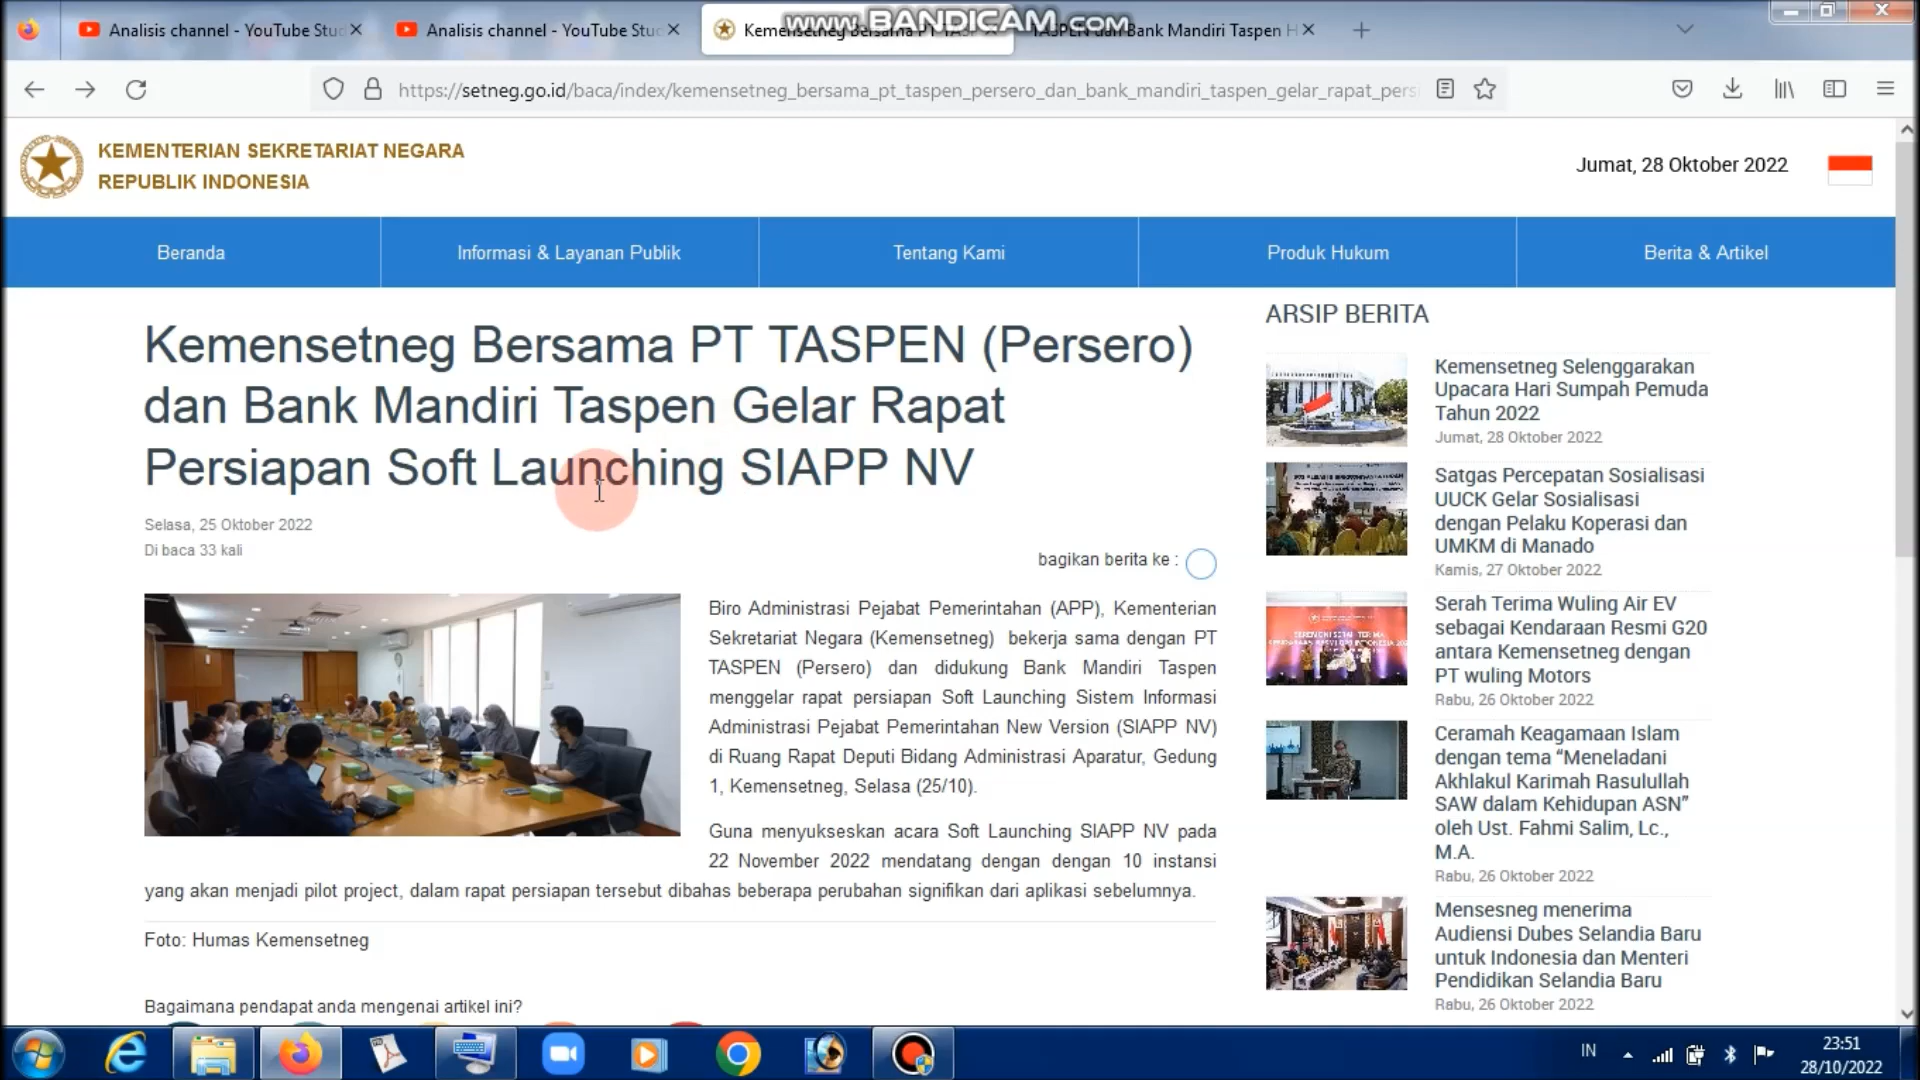 www.BANDICAM.com
Analisis channel - YouTube Stud
Analisis channel - YouTube Stud
Kemensetneg Bersama PT TASP
TASPEN dan Bank Mandiri Taspen H
https://setneg.go.id/baca/index/kemensetneg_bersama_pt_taspen_persero_dan_bank_mandiri_taspen_gelar_rapat_persi
KEMENTERIAN SEKRETARIAT NEGARA
REPUBLIK INDONESIA
Jumat, 28 Oktober 2022
Beranda
Informasi & Layanan Publik
Tentang Kami
Produk Hukum
Berita & Artikel
Kemensetneg Bersama PT TASPEN (Persero)
dan Bank Mandiri Taspen Gelar Rapat
Persiapan Soft Launching SIAPP NV
Selasa, 25 Oktober 2022
Di baca 33 kali
bagikan berita ke :
Biro Administrasi Pejabat Pemerintahan (APP), Kementerian
Sekretariat Negara (Kemensetneg) bekerja sama dengan PT
TASPEN (Persero) dan didukung Bank Mandiri Taspen
menggelar rapat persiapan Soft Launching Sistem Informasi
Administrasi Pejabat Pemerintahan New Version (SIAPP NV)
di Ruang Rapat Deputi Bidang Administrasi Aparatur, Gedung
1, Kemensetneg, Selasa (25/10).
Guna menyukseskan acara Soft Launching SIAPP NV pada
22 November 2022 mendatang dengan dengan 10 instansi
yang akan menjadi pilot project, dalam rapat persiapan tersebut dibahas beberapa perubahan signifikan dari aplikasi sebelumnya.
Foto: Humas Kemensetneg
Bagaimana pendapat anda mengenai artikel ini?
ARSIP BERITA
Kemensetneg Selenggarakan
Upacara Hari Sumpah Pemuda
Tahun 2022
Jumat, 28 Oktober 2022
Satgas Percepatan Sosialisasi
UUCK Gelar Sosialisasi
dengan Pelaku Koperasi dan
UMKM di Manado
Kamis, 27 Oktober 2022
Serah Terima Wuling Air EV
sebagai Kendaraan Resmi G20
antara Kemensetneg dengan
PT wuling Motors
Rabu, 26 Oktober 2022
Ceramah Keagamaan Islam
dengan tema “Meneladani
Akhlakul Karimah Rasulullah
SAW dalam Kehidupan ASN”
oleh Ust. Fahmi Salim, Lc.,
M.A.
Rabu, 26 Oktober 2022
Mensesneg menerima
Audiensi Dubes Selandia Baru
untuk Indonesia dan Menteri
Pendidikan Selandia Baru
Rabu, 26 Oktober 2022
IN
23:51
28/10/2022